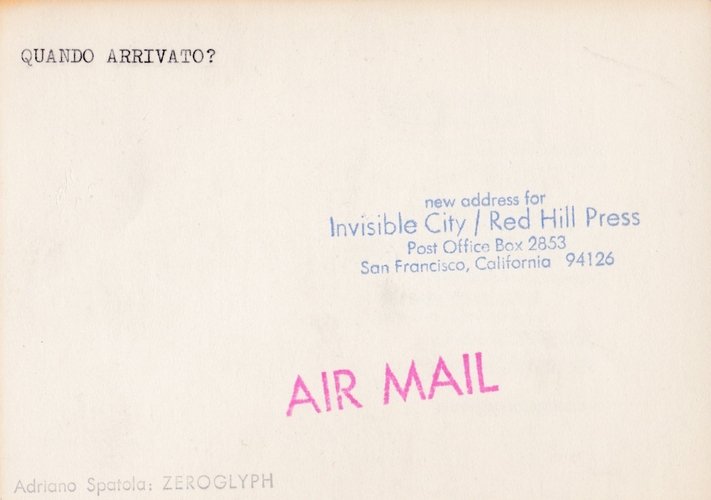 QUANDO ARRIVATO?
new address for
Invisible City / Red Hill Press
Post Office Box 2853
San Francisco, California 94126
AIR MAIL
Adriano Spatola: ZEROGLYPH